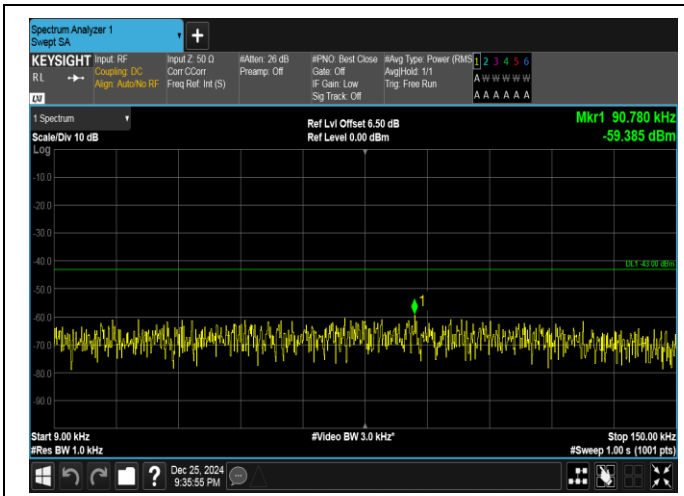 Spectrum Analyzer 1
Swept SA
+
KEYSIGHT Input: RF Input Z: 50 Ω #Atten: 26 dB #PNO: Best Close #Avg Type: Power (RMS 1 2 3 4 5 6
RL Coupling: DC Corr CCorr Preamp: Off Gate: Off Avg|Hold: 1/1 A W W W W W
Align: Auto/No RF Freq Ref: Int (S) IF Gain: Low Trig: Free Run
LXI Sig Track: Off A A A A A A
1 Spectrum Ref Lvl Offset 6.50 dB Mkr1 90.780 kHz
Scale/Div 10 dB Ref Level 0.00 dBm -59.385 dBm
Log
-10.0
-20.0
-30.0
-40.0
DL1 -43.00 dBm
-50.0
1
-60.0
-70.0
-80.0
-90.0
Start 9.00 kHz #Video BW 3.0 kHz* Stop 150.00 kHz
#Res BW 1.0 kHz #Sweep 1.00 s (1001 pts)
? Dec 25, 2024
9:35:55 PM